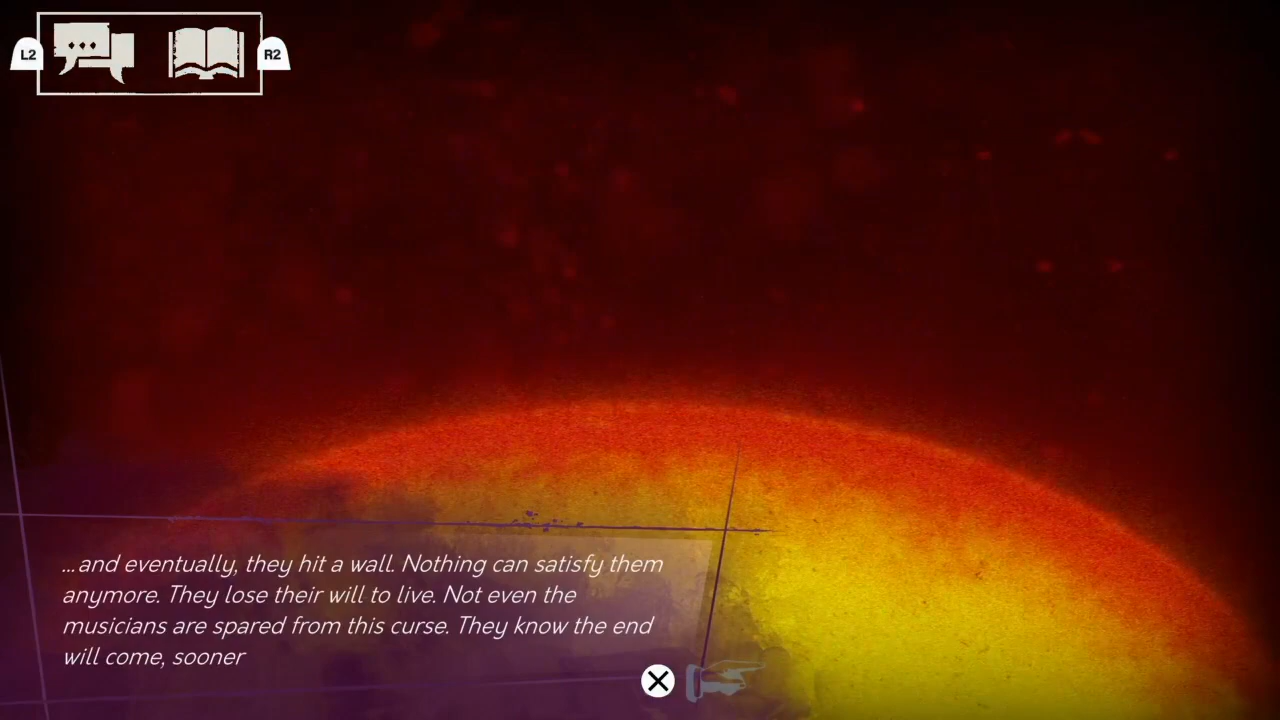 L2
R2
...and eventually, they hit a wall. Nothing can satisfy them
anymore. They lose their will to live. Not even the
musicians are spared from this curse. They know the end
will come, sooner